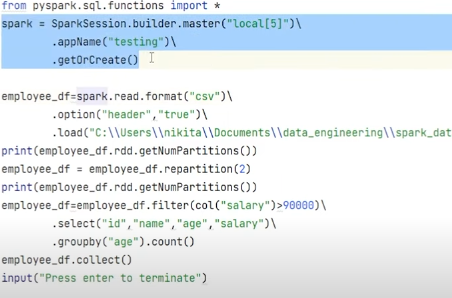 from pyspark.sql.functions import *
spark = SparkSession.builder.master("local[5]")\
.appName("testing")\
.getOrCreate()
employee_df=spark.read.format("csv")\
.option("header","true")\
.load("C:\\Users\\nikita\\Documents\\data_engineering\\spark_dat
print(employee_df.rdd.getNumPartitions())
employee_df = employee_df.repartition(2)
print(employee_df.rdd.getNumPartitions())
employee_df=employee_df.filter(col("salary")>90000)\
.select("id","name","age","salary")\
.groupby("age").count()
employee_df.collect()
input("Press enter to terminate")